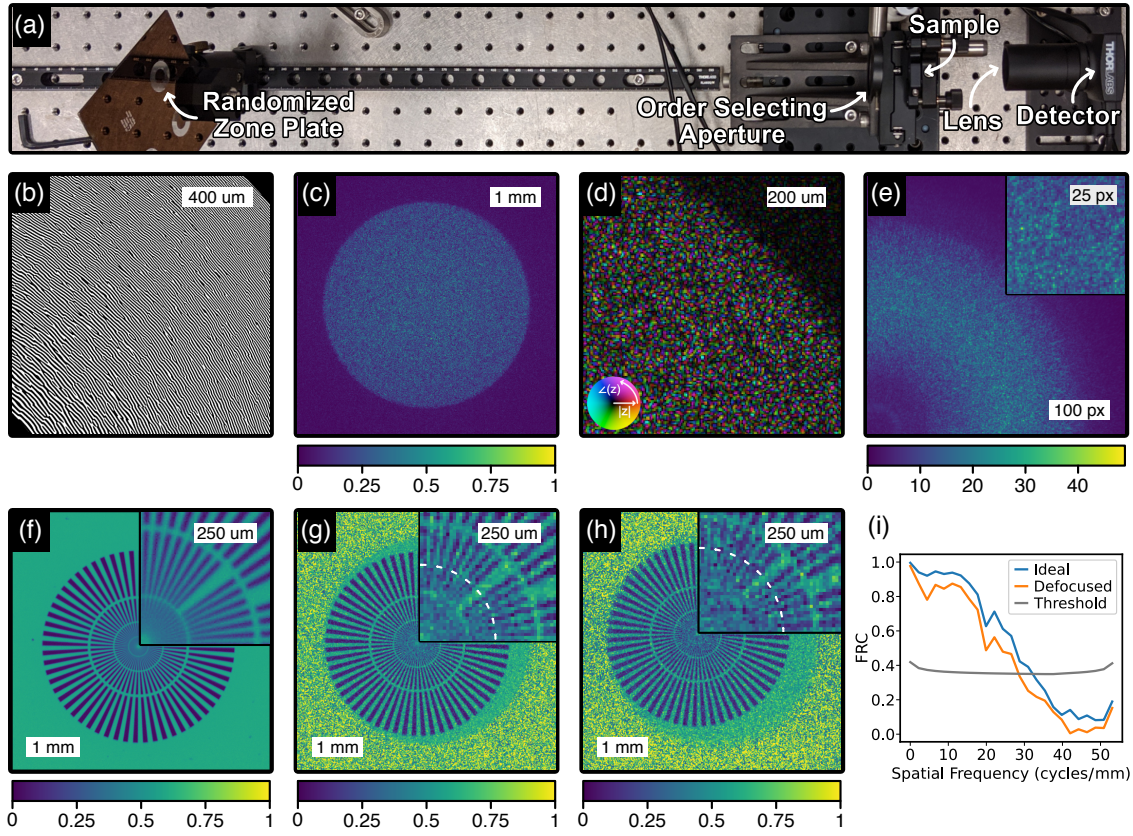 (a)
Randomized
Zone Plate
Order Selecting
Aperture
Sample
Lens
Detector
THORLABS
(b)
400 um
(c)
1 mm
(d)
200 um
∠(z)
|z|
(e)
25 px
100 px
0 0.25 0.5 0.75 1
0 10 20 30 40
(f)
250 um
1 mm
(g)
250 um
1 mm
(h)
250 um
1 mm
(i)
1.0
0.8
0.6
0.4
0.2
0.0
FRC
Ideal
Defocused
Threshold
0 10 20 30 40 50
Spatial Frequency (cycles/mm)
0 0.25 0.5 0.75 1
0 0.25 0.5 0.75 1
0 0.25 0.5 0.75 1